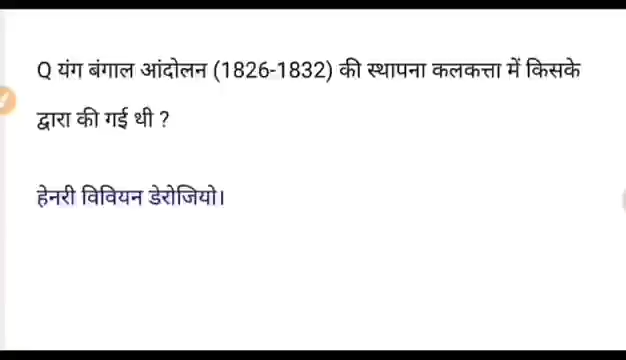 Q यंग बंगाल आंदोलन (1826-1832) की स्थापना कलकत्ता में किसके
द्वारा की गई थी ?
हेनरी विवियन डेरोजियो।